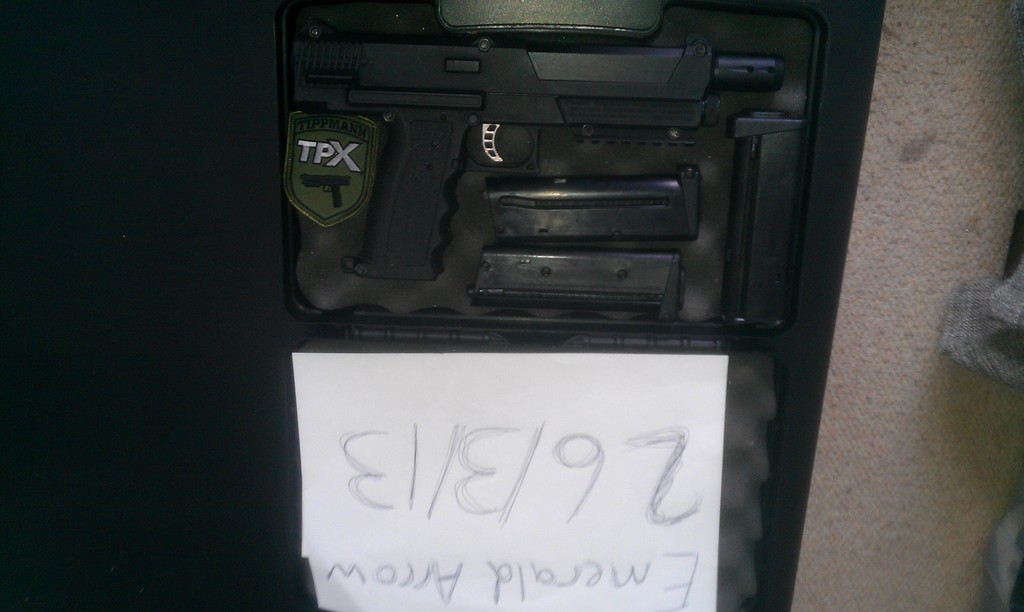 TIPPMANN
TPX
26/3/13
Emerald Arrow